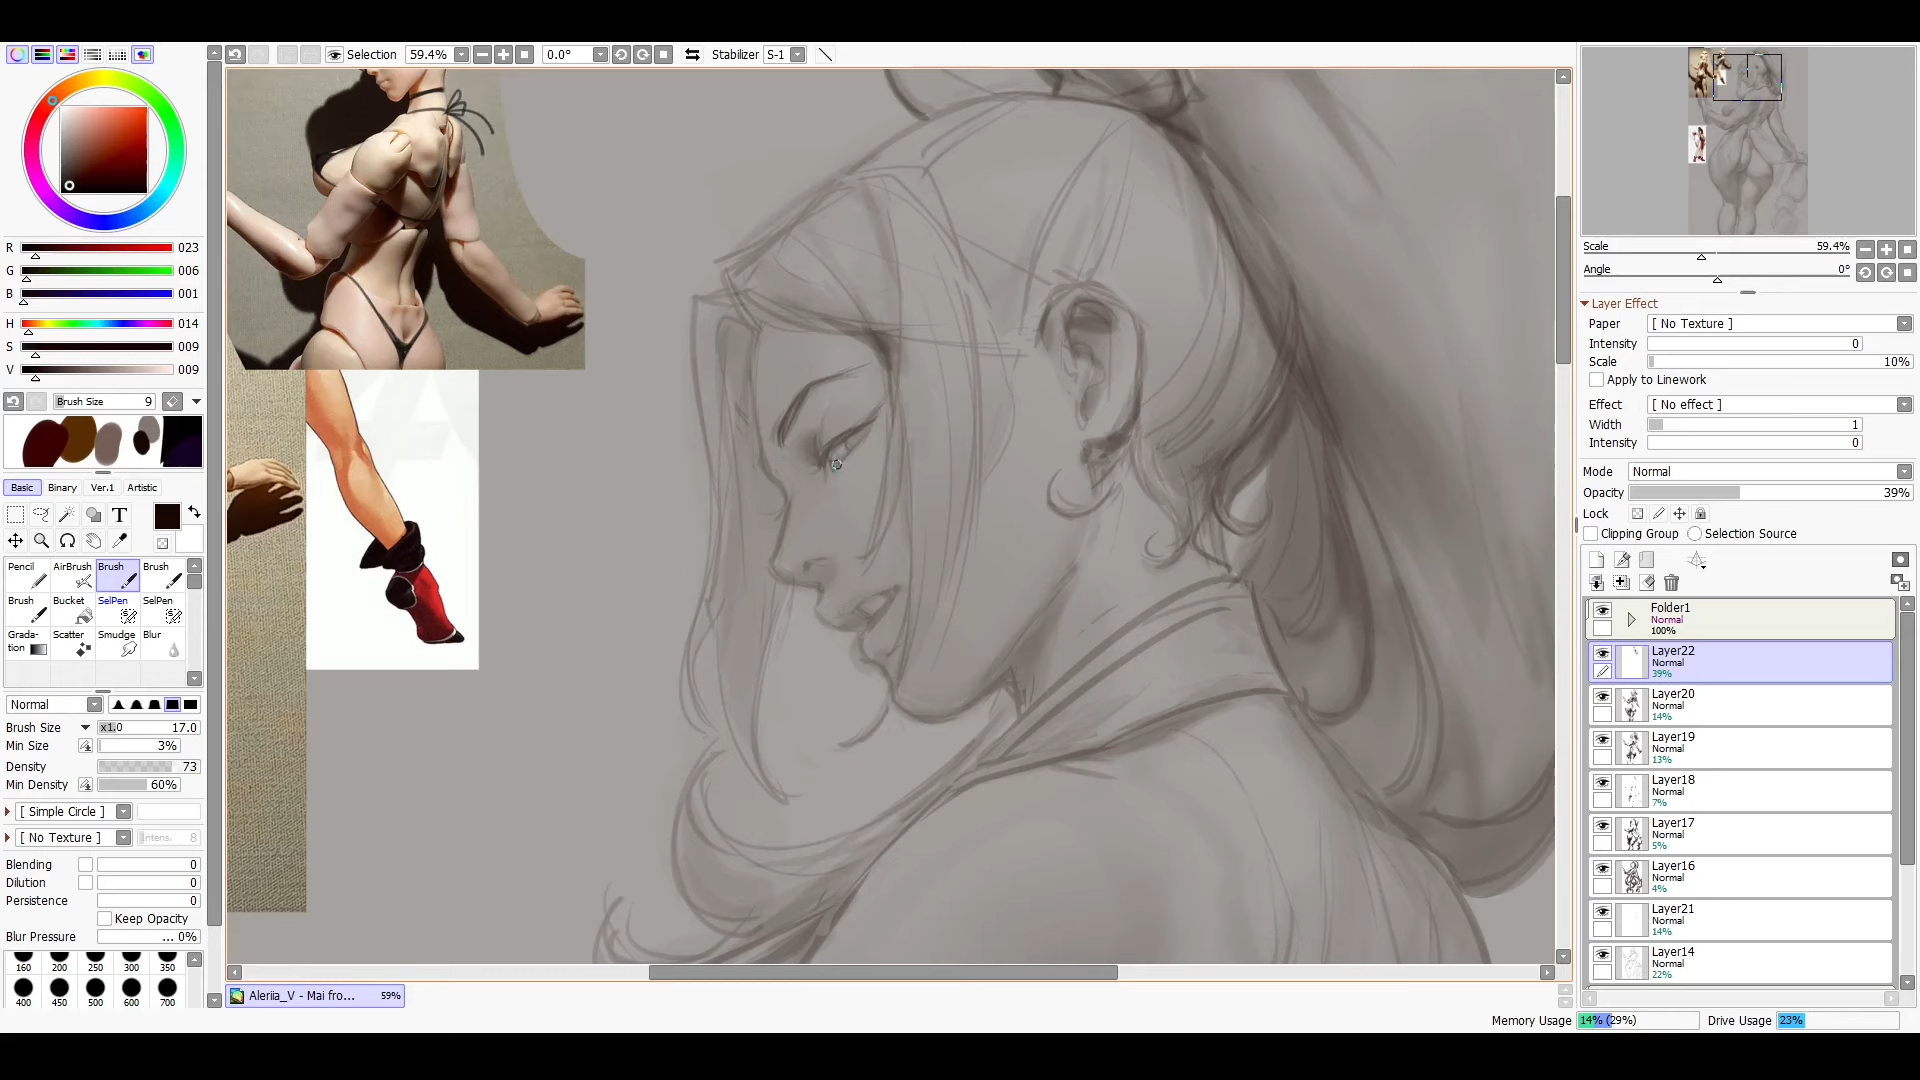 Selection 59.4% 0.0° Stabilizer S-1
R 023
G 006
B 001
H 014
S 009
V 009
Brush Size 9
Basic Binary Ver.1 Artistic
T
Pencil AirBrush Brush Brush
Brush Bucket SelPen SelPen
Grada-
tion Scatter Smudge Blur
Normal
Brush Size x1.0 17.0
Min Size 3%
Density 73
Min Density 60%
[ Simple Circle ]
[ No Texture ] Intens. 8
Blending 0
Dilution 0
Persistence 0
Keep Opacity
Blur Pressure ... 0%
160 200 250 300 350
400 450 500 600 700
Aleriia_V - Mai fro... 59%
Scale 59.4%
Angle 0°
Layer Effect
Paper [ No Texture ]
Intensity 0
Scale 10%
Apply to Linework
Effect [ No effect ]
Width 1
Intensity 0
Mode Normal
Opacity 39%
Lock
Clipping Group Selection Source
Folder1
Normal
100%
Layer22
Normal
39%
Layer20
Normal
14%
Layer19
Normal
13%
Layer18
Normal
7%
Layer17
Normal
5%
Layer16
Normal
4%
Layer21
Normal
14%
Layer14
Normal
22%
Memory Usage 14% (29%) Drive Usage 23%